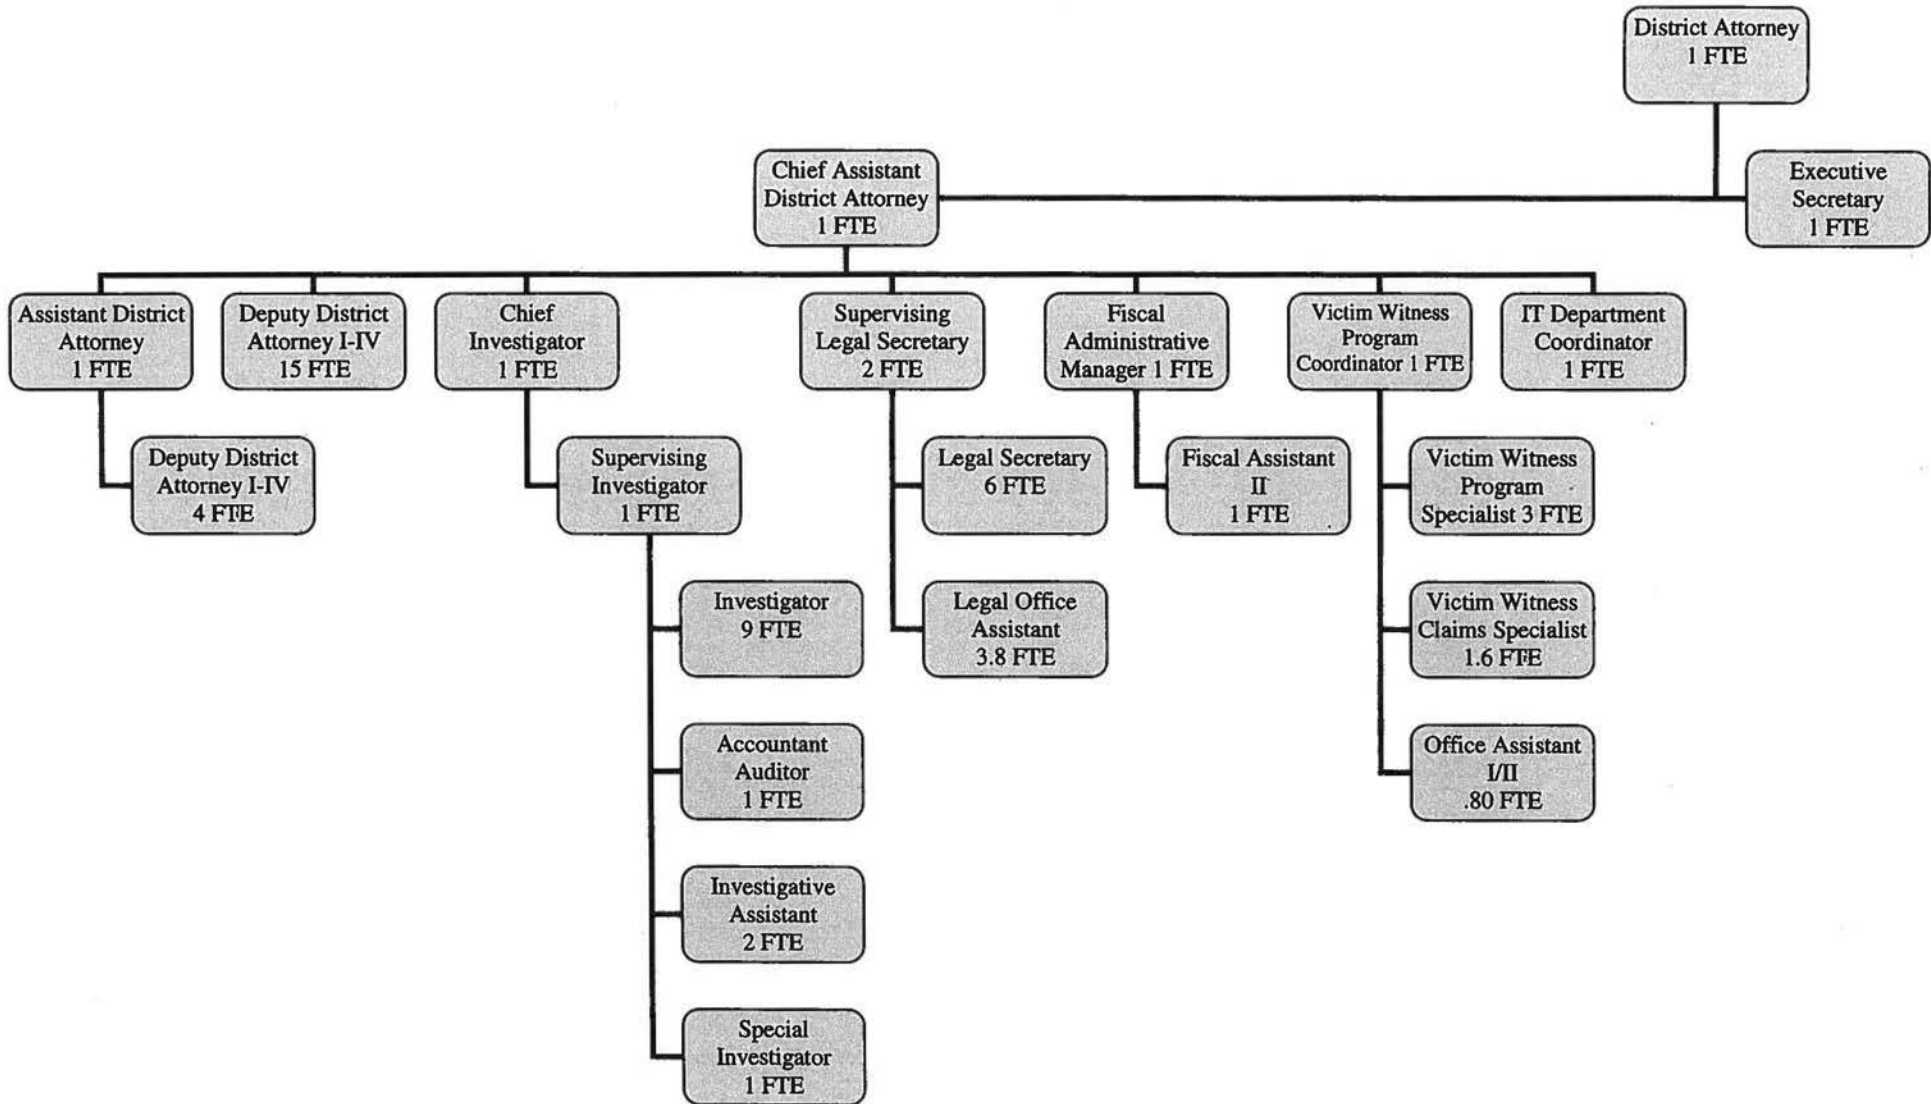 District Attorney
1 FTE
Chief Assistant
District Attorney
1 FTE
Executive
Secretary
1 FTE
Assistant District
Attorney
1 FTE
Deputy District
Attorney I-IV
15 FTE
Chief
Investigator
1 FTE
Supervising
Legal Secretary
2 FTE
Fiscal
Administrative
Manager 1 FTE
Victim Witness
Program
Coordinator 1 FTE
IT Department
Coordinator
1 FTE
Deputy District
Attorney I-IV
4 FTE
Supervising
Investigator
1 FTE
Legal Secretary
6 FTE
Fiscal Assistant
II
1 FTE
Victim Witness
Program
Specialist 3 FTE
Investigator
9 FTE
Legal Office
Assistant
3.8 FTE
Victim Witness
Claims Specialist
1.6 FTE
Accountant
Auditor
1 FTE
Office Assistant
I/II
.80 FTE
Investigative
Assistant
2 FTE
Special
Investigator
1 FTE